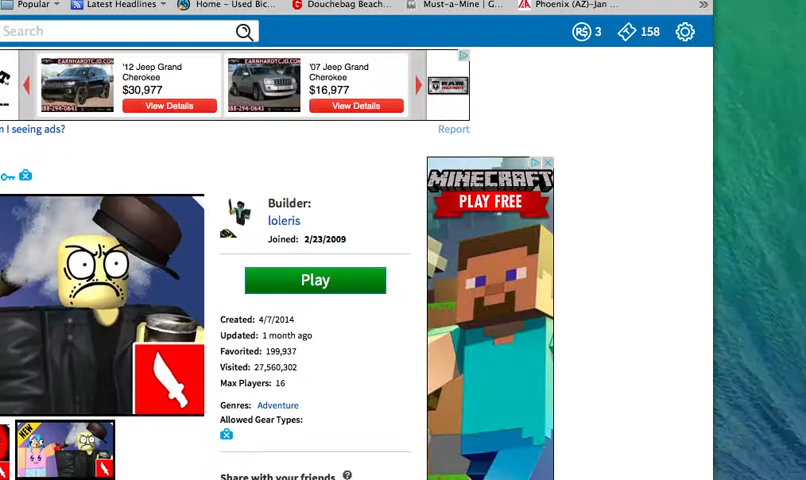 Popular
Latest Headlines
Home - Used Bic...
Douchebag Beach...
Must-a-Mine | G...
Phoenix (AZ)-Jan ...
Search
R$ 3
158
'12 Jeep Grand
Cherokee
$30,977
View Details
'07 Jeep Grand
Cherokee
$16,977
View Details
RAM
m I seeing ads?
Report
MINECRAFT
PLAY FREE
Builder:
loleris
Joined: 2/23/2009
Play
Created: 4/7/2014
Updated: 1 month ago
Favorited: 199,937
Visited: 27,560,302
Max Players: 16
Genres: Adventure
Allowed Gear Types:
NEW
Share with your friends